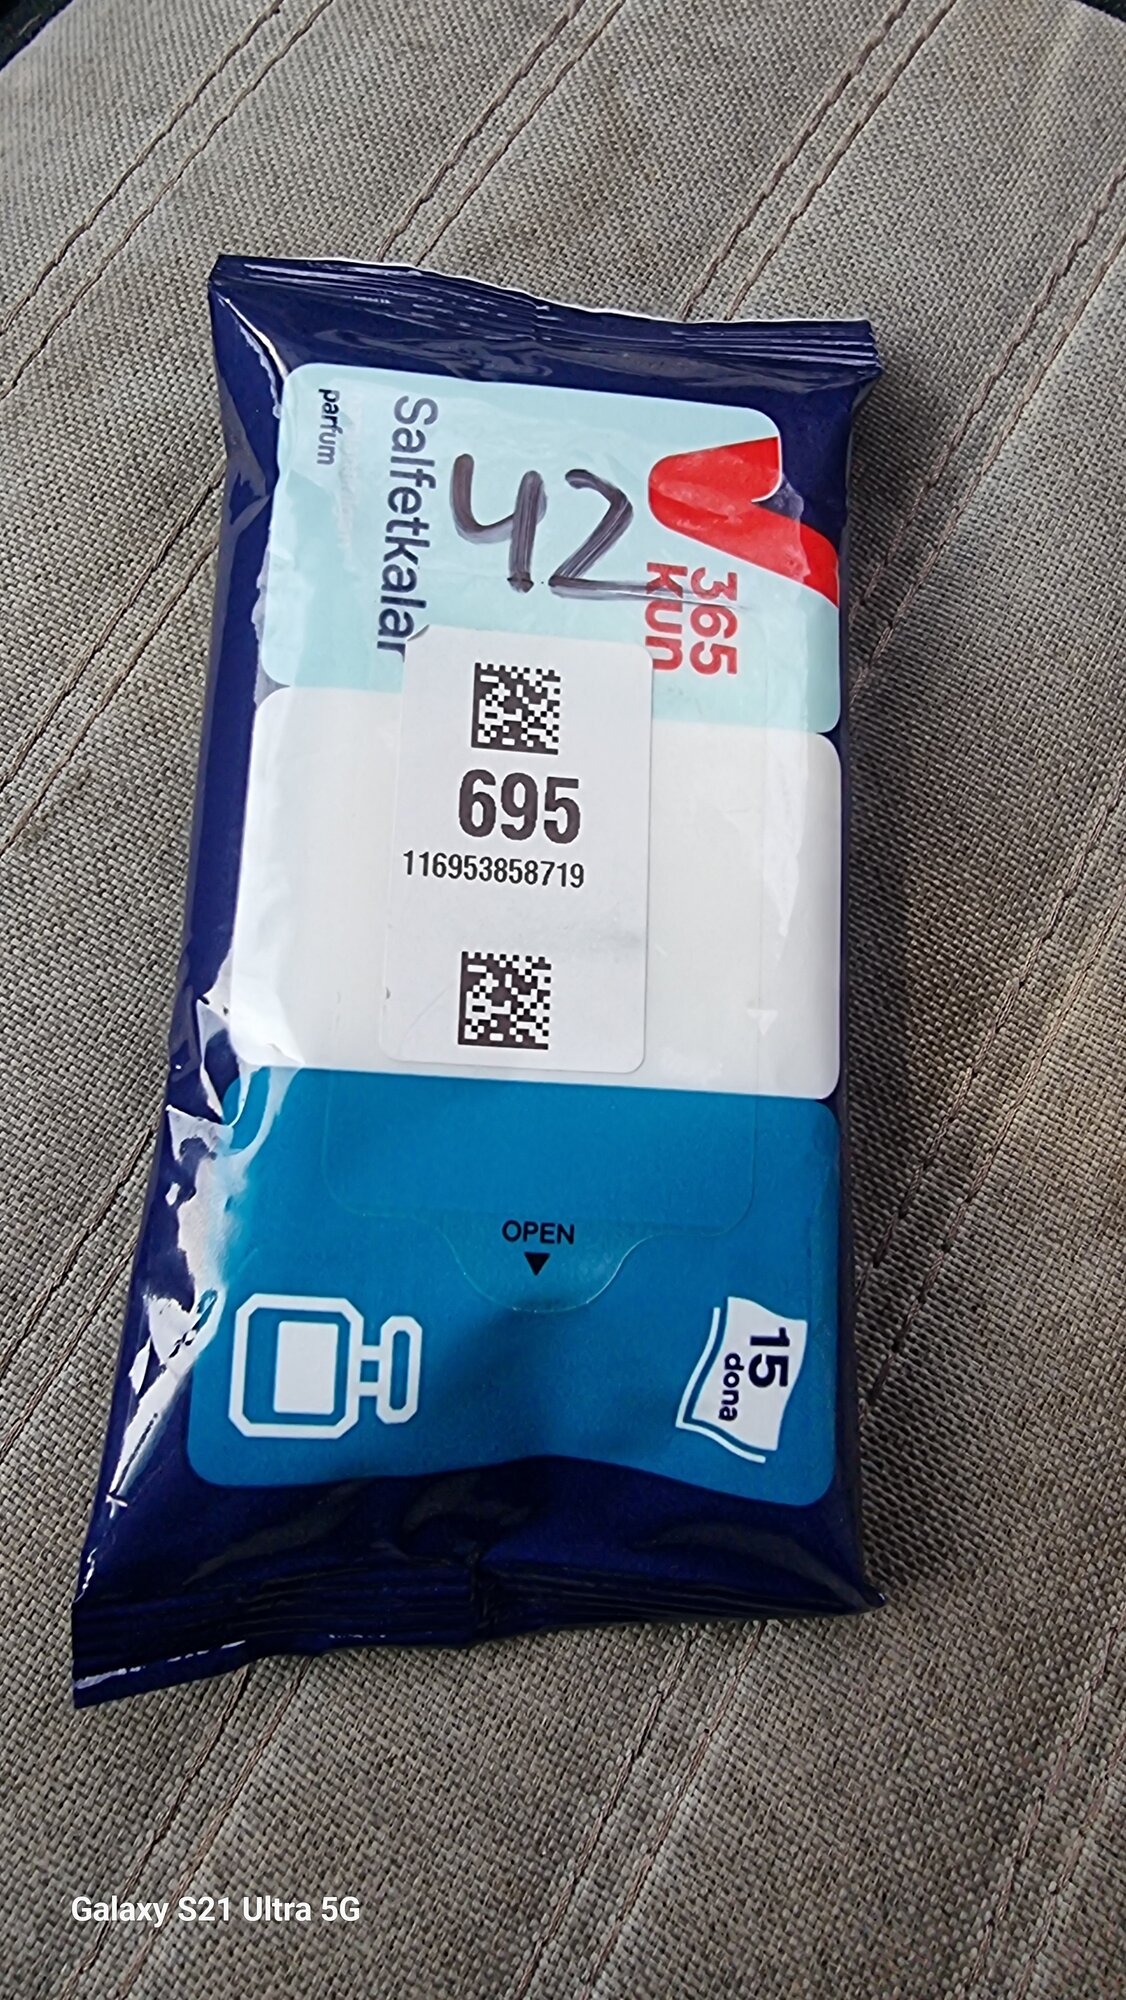 365
kun
42
Salfetkalar
parfum
695
116953858719
OPEN
15
dona
Galaxy S21 Ultra 5G